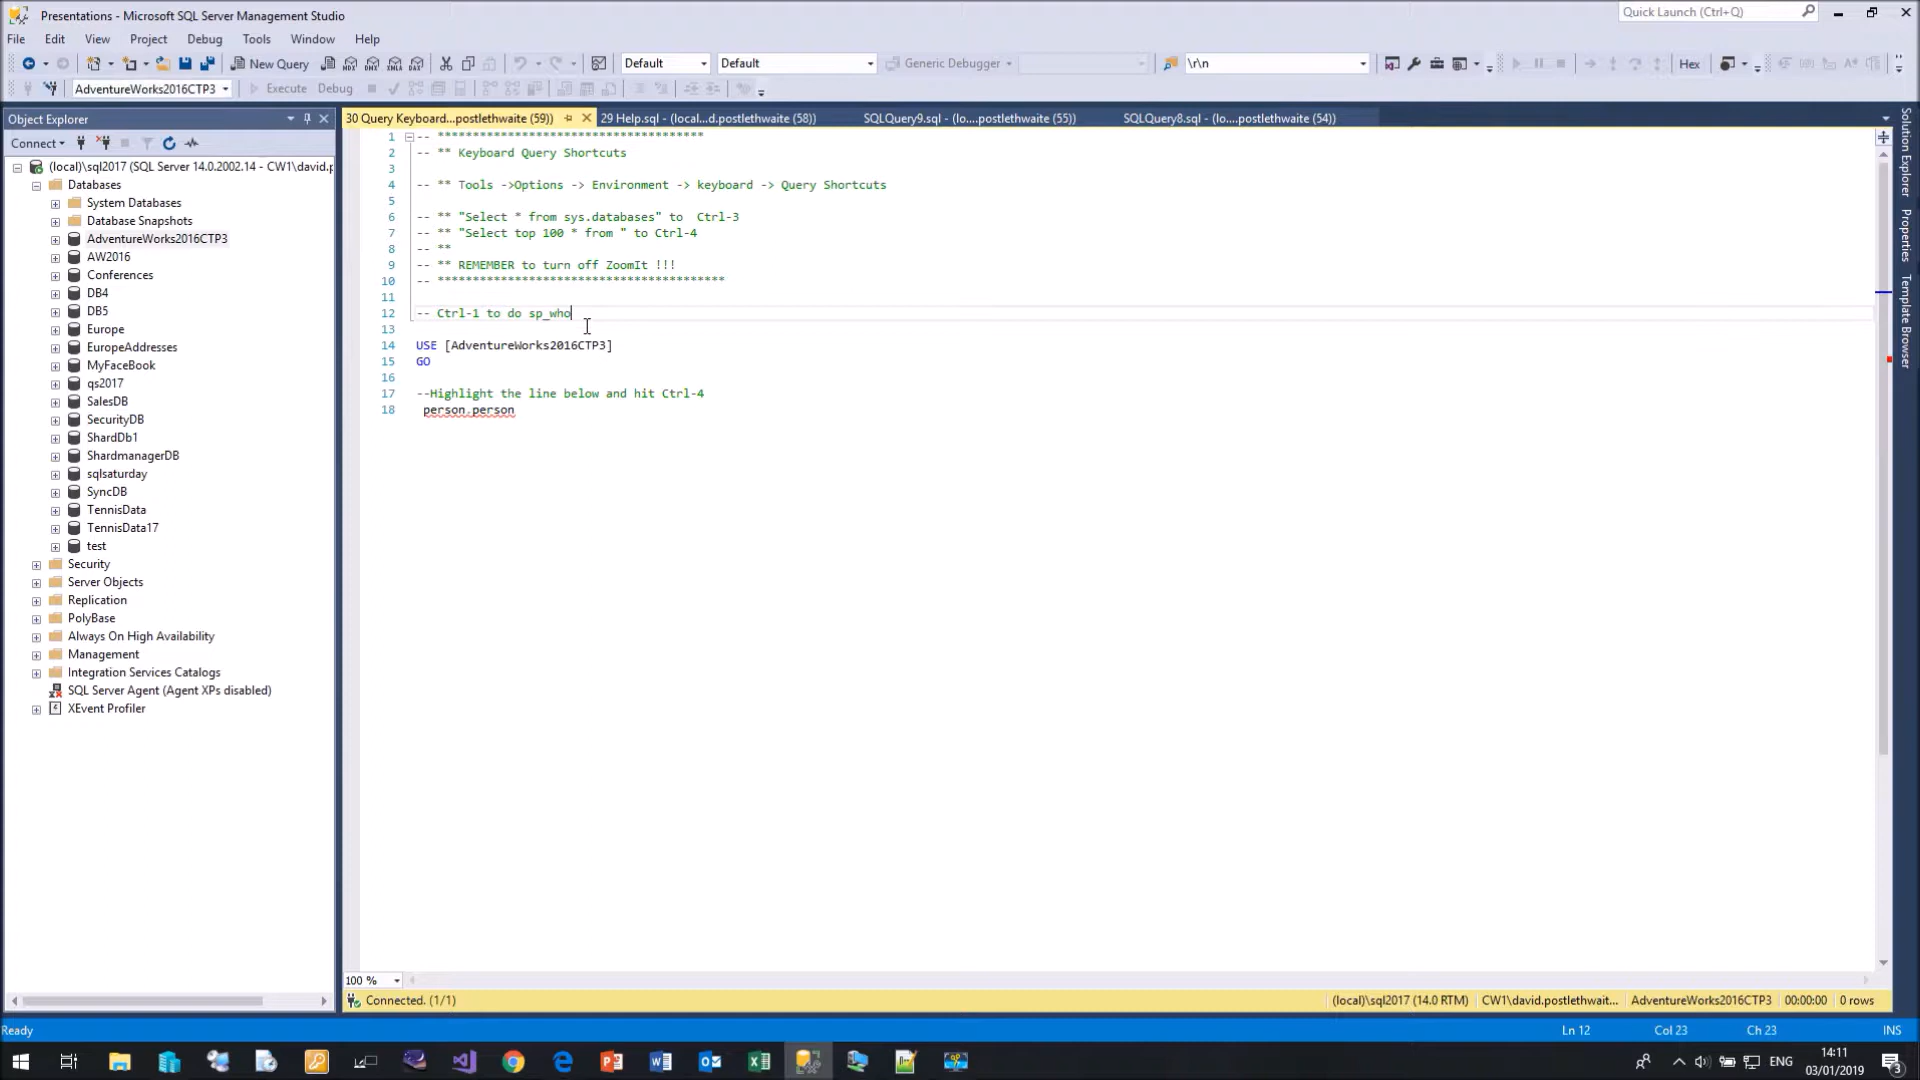 Presentations - Microsoft SQL Server Management Studio
Quick Launch (Ctrl+Q)
File Edit View Project Debug Tools Window Help
New Query
Default
Default
Generic Debugger
\r\n
Hex
AdventureWorks2016CTP3
Execute
Debug
Object Explorer
30 Query Keyboard...postlethwaite (59))
29 Help.sql - (local...d.postlethwaite (58))
SQLQuery9.sql - (lo....postlethwaite (55))
SQLQuery8.sql - (lo....postlethwaite (54))
Connect
(local)\sql2017 (SQL Server 14.0.2002.14 - CW1\david.p
Databases
System Databases
Database Snapshots
AdventureWorks2016CTP3
AW2016
Conferences
DB4
DB5
Europe
EuropeAddresses
MyFaceBook
qs2017
SalesDB
SecurityDB
ShardDb1
ShardmanagerDB
sqlsaturday
SyncDB
TennisData
TennisData17
test
Security
Server Objects
Replication
PolyBase
Always On High Availability
Management
Integration Services Catalogs
SQL Server Agent (Agent XPs disabled)
XEvent Profiler
1 -- **************************************
2 -- ** Keyboard Query Shortcuts
3
4 -- ** Tools ->Options -> Environment -> keyboard -> Query Shortcuts
5
6 -- ** "Select * from sys.databases" to  Ctrl-3
7 -- ** "Select top 100 * from " to Ctrl-4
8 -- **
9 -- ** REMEMBER to turn off ZoomIt !!!
10 -- *****************************************
11
12 -- Ctrl-1 to do sp_who
13
14 USE [AdventureWorks2016CTP3]
15 GO
16
17 --Highlight the line below and hit Ctrl-4
18 person.person
Solution Explorer
Properties
Template Browser
100 %
Connected. (1/1)
(local)\sql2017 (14.0 RTM)
CW1\david.postlethwait...
AdventureWorks2016CTP3
00:00:00
0 rows
Ready
Ln 12
Col 23
Ch 23
INS
ENG
14:11
03/01/2019
3